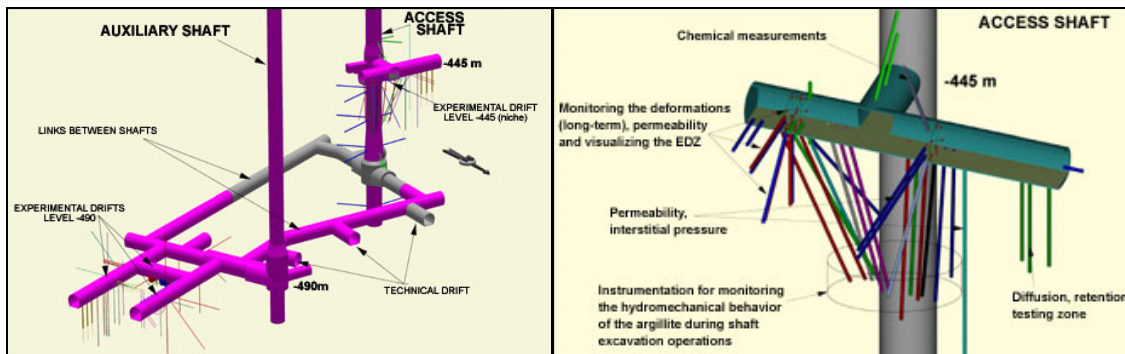 AUXILIARY SHAFT
ACCESS
SHAFT
-445 m
EXPERIMENTAL DRIFT
LEVEL -445 (niche)
LINKS BETWEEN SHAFTS
EXPERIMENTAL DRIFTS
LEVEL -490
-490m
TECHNICAL DRIFT
ACCESS SHAFT
Chemical measurements
-445 m
Monitoring the deformations
(long-term), permeability
and visualizing the EDZ
Permeability,
interstitial pressure
Instrumentation for monitoring
the hydromechanical behavior
of the argillite during shaft
excavation operations
Diffusion, retention
testing zone